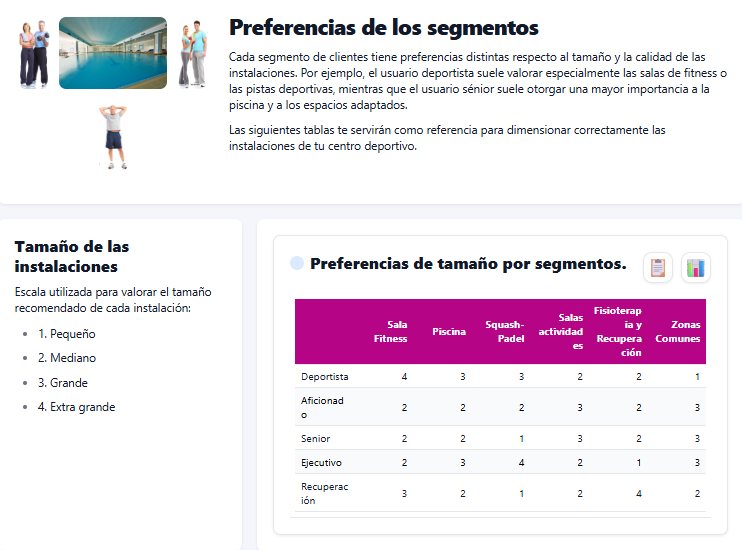 Preferencias de los segmentos
Cada segmento de clientes tiene preferencias distintas respecto al tamaño y la calidad de las
instalaciones. Por ejemplo, el usuario deportista suele valorar especialmente las salas de fitness o
las pistas deportivas, mientras que el usuario sénior suele otorgar una mayor importancia a la
piscina y a los espacios adaptados.
Las siguientes tablas te servirán como referencia para dimensionar correctamente las
instalaciones de tu centro deportivo.
Tamaño de las
instalaciones
Escala utilizada para valorar el tamaño
recomendado de cada instalación:
1. Pequeño
2. Mediano
3. Grande
4. Extra grande
Preferencias de tamaño por segmentos.
Sala
Fitness
Piscina
Squash-
Padel
Salas
actividad
es
Fisioterap
ia y
Recupera
ción
Zonas
Comunes
Deportista 4 3 3 2 2 1
Aficionad
o 2 2 2 3 2 3
Senior 2 2 1 3 2 3
Ejecutivo 2 3 4 2 1 3
Recuperac
ión 3 2 1 2 4 2